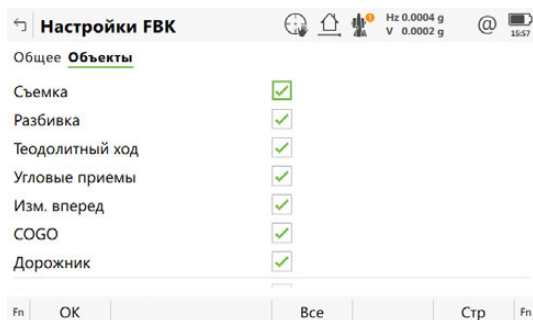 Настройки FBK
Hz 0.0004 g
V 0.0002 g
@
15:57
Общее Объекты
Съемка
Разбивка
Теодолитный ход
Угловые приемы
Изм. вперед
COGO
Дорожник
Fn OK Все Стр Fn